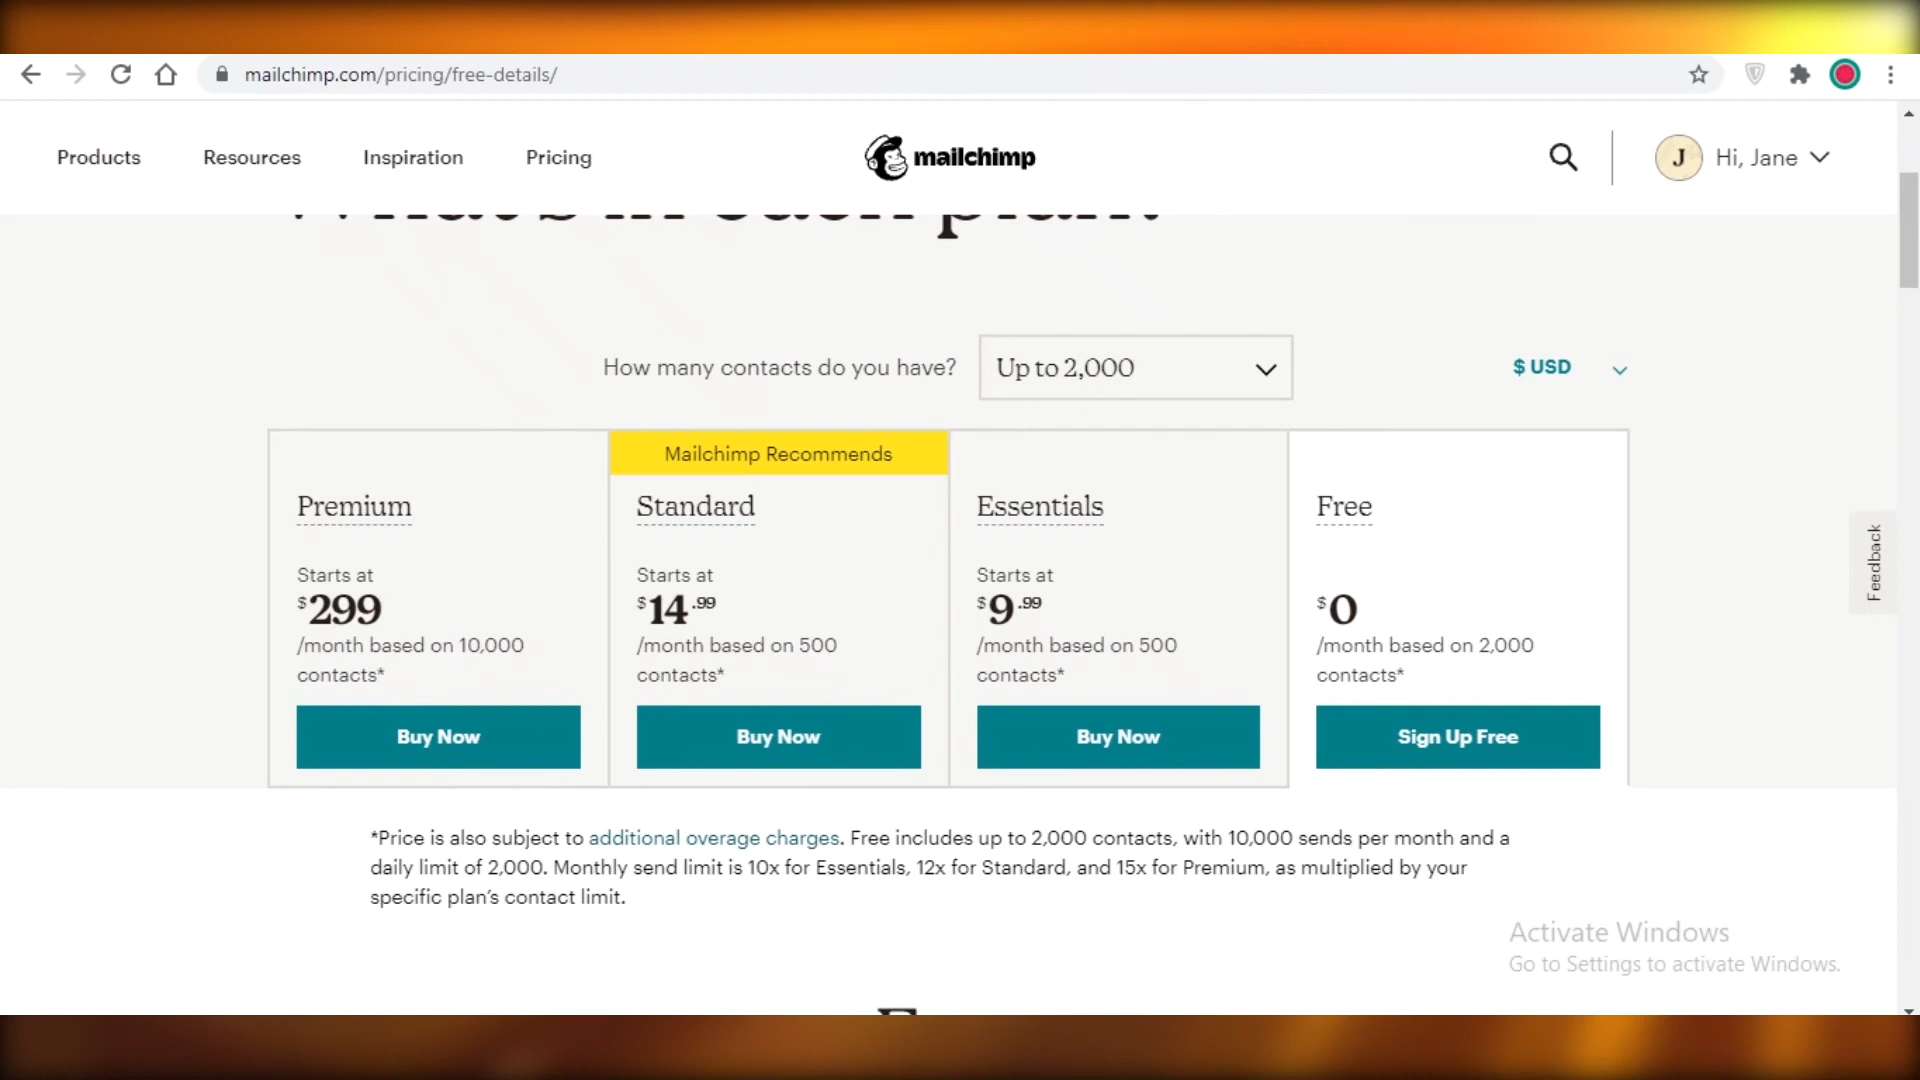 mailchimp.com/pricing/free-details/
Products
Resources
Inspiration
Pricing
mailchimp
J
Hi, Jane
What's in each plan?
How many contacts do you have?
Up to 2,000
$ USD
Mailchimp Recommends
Premium
Starts at
$299
/month based on 10,000
contacts*
Buy Now
Standard
Starts at
$14.99
/month based on 500
contacts*
Buy Now
Essentials
Starts at
$9.99
/month based on 500
contacts*
Buy Now
Free
$0
/month based on 2,000
contacts*
Sign Up Free
Feedback
*Price is also subject to additional overage charges. Free includes up to 2,000 contacts, with 10,000 sends per month and a
daily limit of 2,000. Monthly send limit is 10x for Essentials, 12x for Standard, and 15x for Premium, as multiplied by your
specific plan's contact limit.
Activate Windows
Go to Settings to activate Windows.